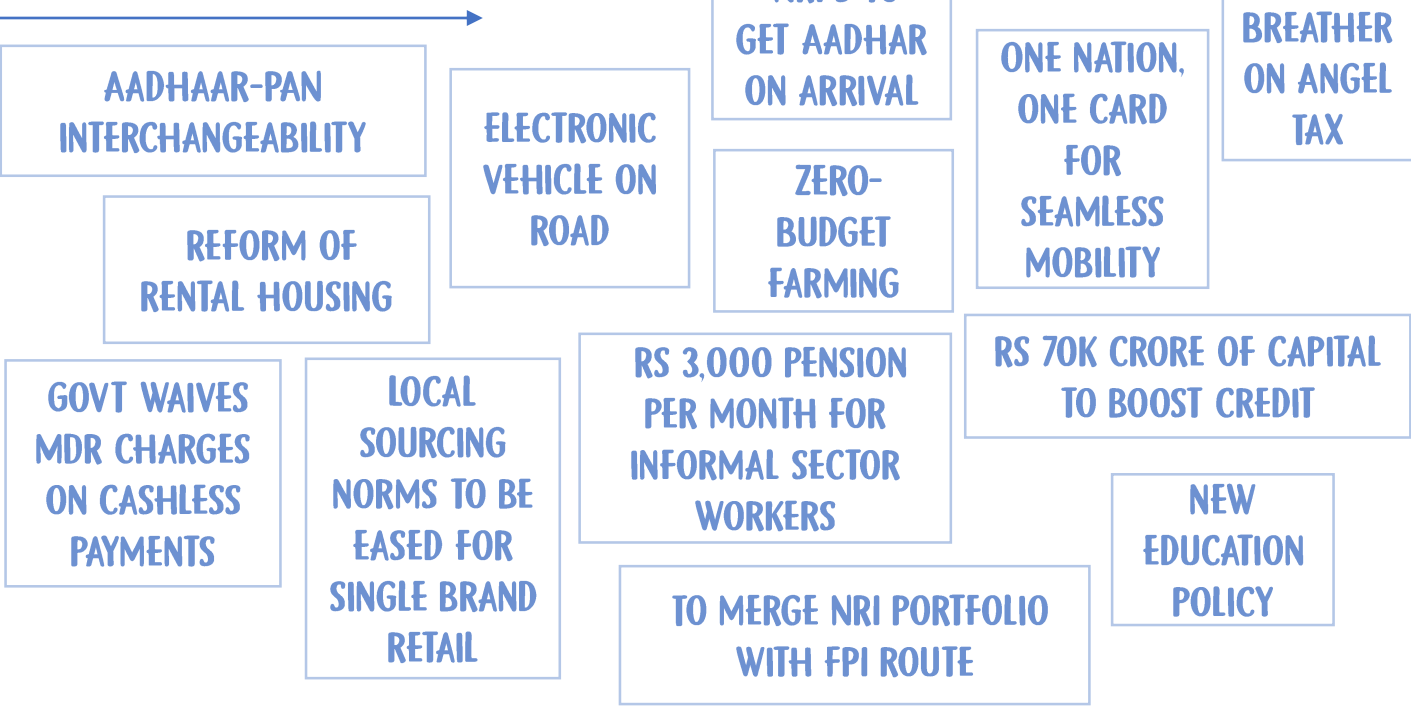 GET AADHAR
ON ARRIVAL
BREATHER
ON ANGEL
TAX
AADHAAR-PAN
INTERCHANGEABILITY
ELECTRONIC
VEHICLE ON
ROAD
ONE NATION,
ONE CARD
FOR
SEAMLESS
MOBILITY
ZERO-
BUDGET
FARMING
REFORM OF
RENTAL HOUSING
RS 3,000 PENSION
PER MONTH FOR
INFORMAL SECTOR
WORKERS
RS 70K CRORE OF CAPITAL
TO BOOST CREDIT
GOVT WAIVES
MDR CHARGES
ON CASHLESS
PAYMENTS
LOCAL
SOURCING
NORMS TO BE
EASED FOR
SINGLE BRAND
RETAIL
NEW
EDUCATION
POLICY
TO MERGE NRI PORTFOLIO
WITH FPI ROUTE